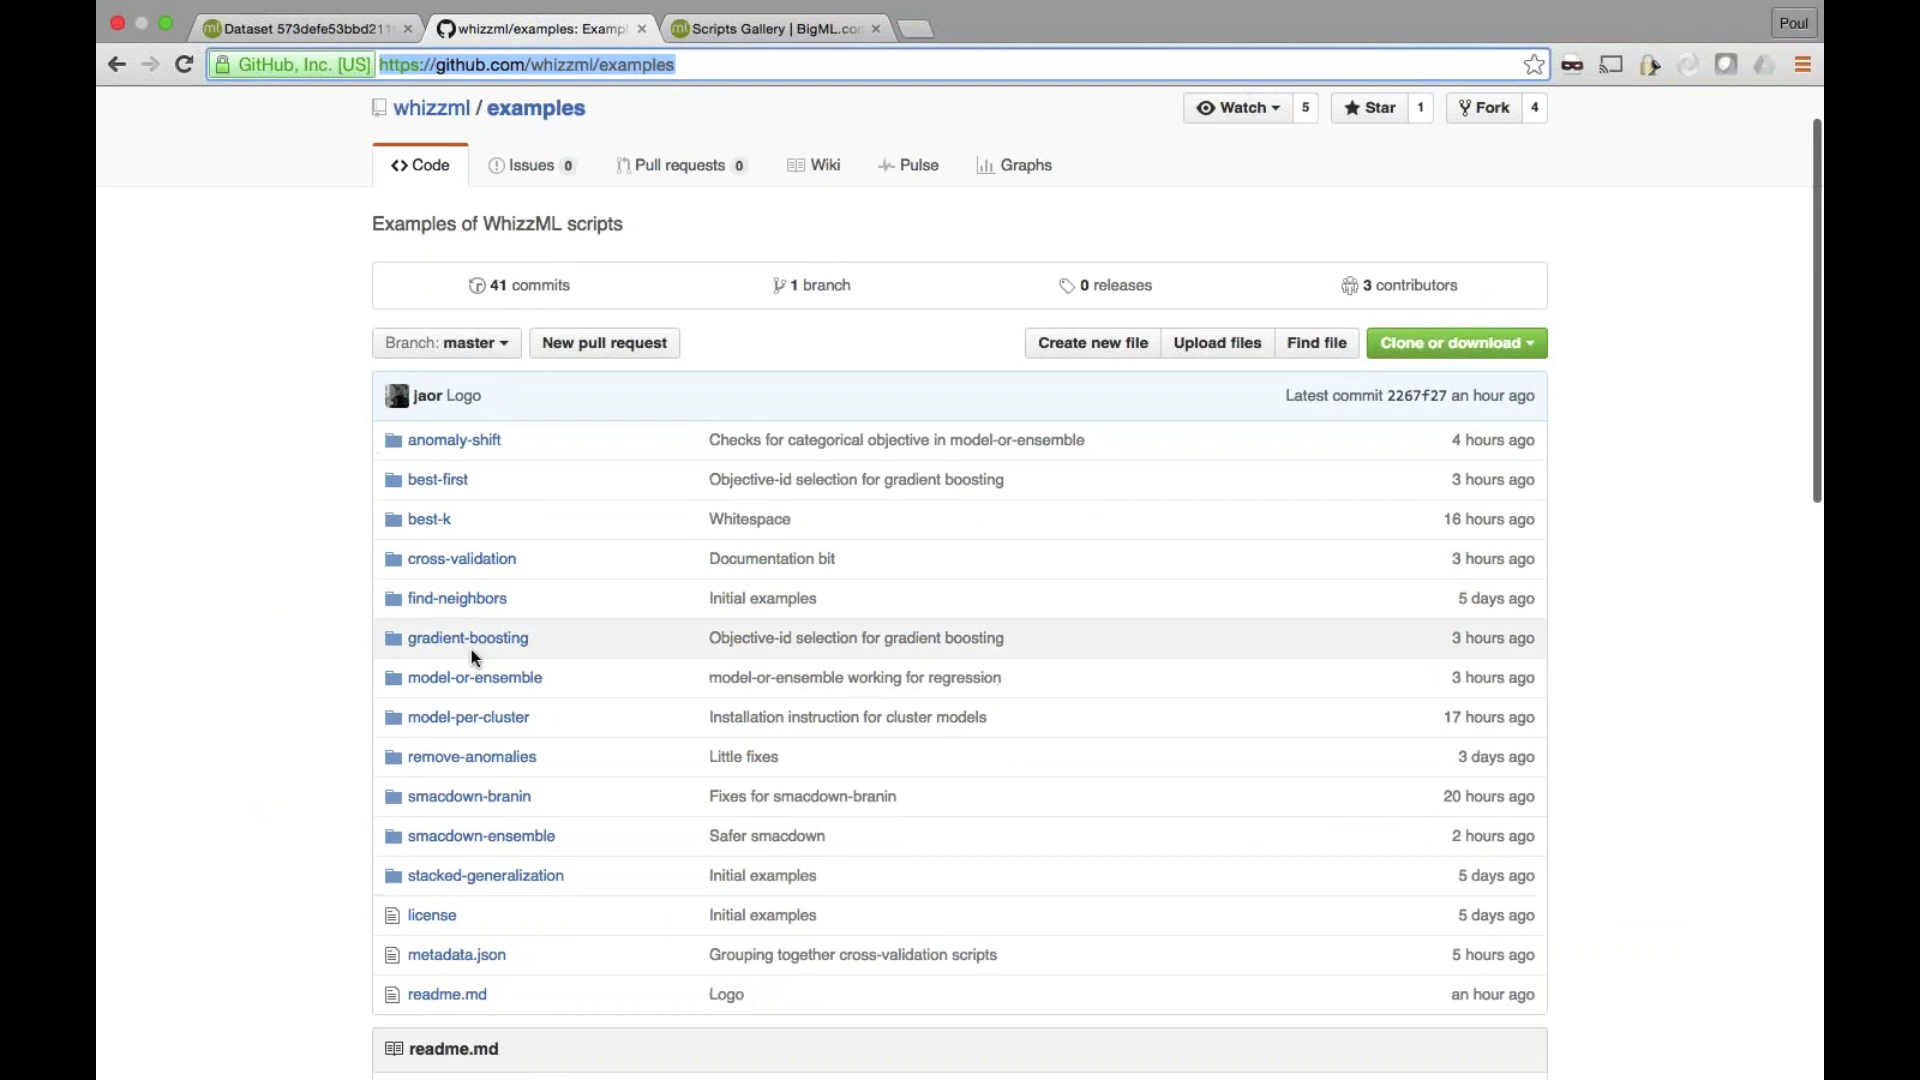 Dataset 573defe53bbd211
whizzml/examples: Exampl
Scripts Gallery | BigML.co
Poul
GitHub, Inc. [US] https://github.com/whizzml/examples
whizzml / examples
Watch 5
Star 1
Fork 4
Code
Issues 0
Pull requests 0
Wiki
Pulse
Graphs
Examples of WhizzML scripts
41 commits
1 branch
0 releases
3 contributors
Branch: master
New pull request
Create new file
Upload files
Find file
Clone or download
jaor Logo Latest commit 2267f27 an hour ago
anomaly-shift Checks for categorical objective in model-or-ensemble 4 hours ago
best-first Objective-id selection for gradient boosting 3 hours ago
best-k Whitespace 16 hours ago
cross-validation Documentation bit 3 hours ago
find-neighbors Initial examples 5 days ago
gradient-boosting Objective-id selection for gradient boosting 3 hours ago
model-or-ensemble model-or-ensemble working for regression 3 hours ago
model-per-cluster Installation instruction for cluster models 17 hours ago
remove-anomalies Little fixes 3 days ago
smacdown-branin Fixes for smacdown-branin 20 hours ago
smacdown-ensemble Safer smacdown 2 hours ago
stacked-generalization Initial examples 5 days ago
license Initial examples 5 days ago
metadata.json Grouping together cross-validation scripts 5 hours ago
readme.md Logo an hour ago
readme.md